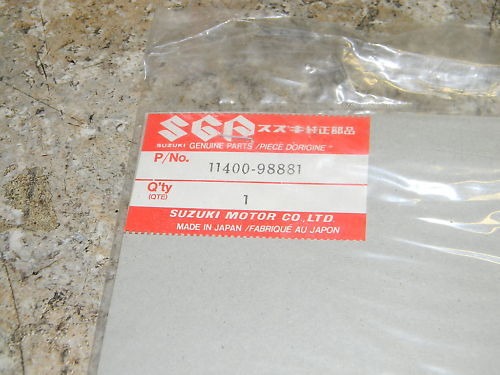 SGP スズキ純正部品
SUZUKI GENUINE PARTS/PIECE D'ORIGINE
P/No. 11400-98881
Q'ty
(QTE) 1
SUZUKI MOTOR CO.,LTD.
MADE IN JAPAN/FABRIQUÉ AU JAPON